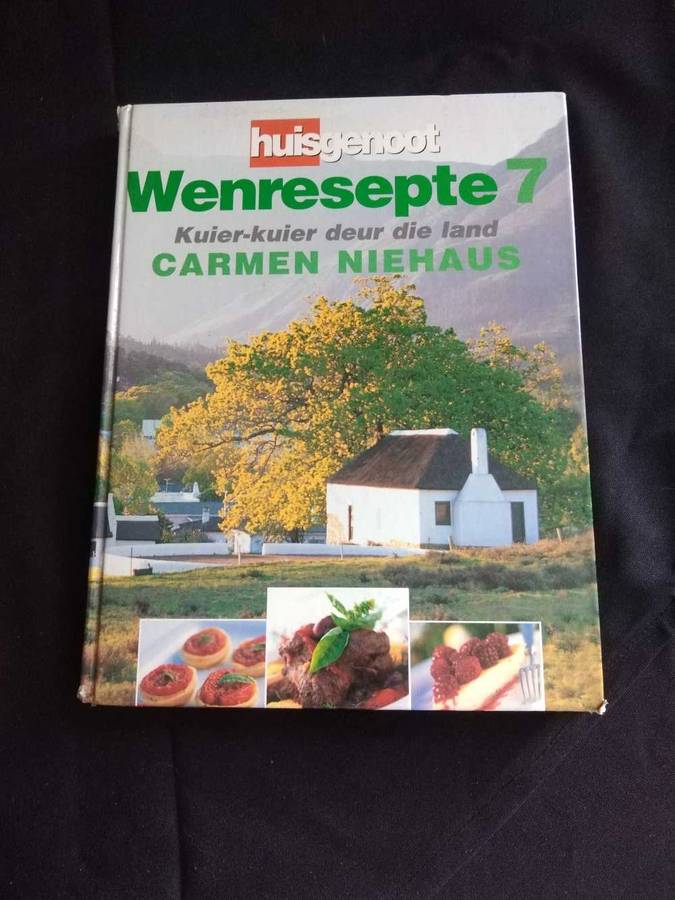 huisgenoot
Wenresepte 7
Kuier-kuier deur die land
CARMEN NIEHAUS